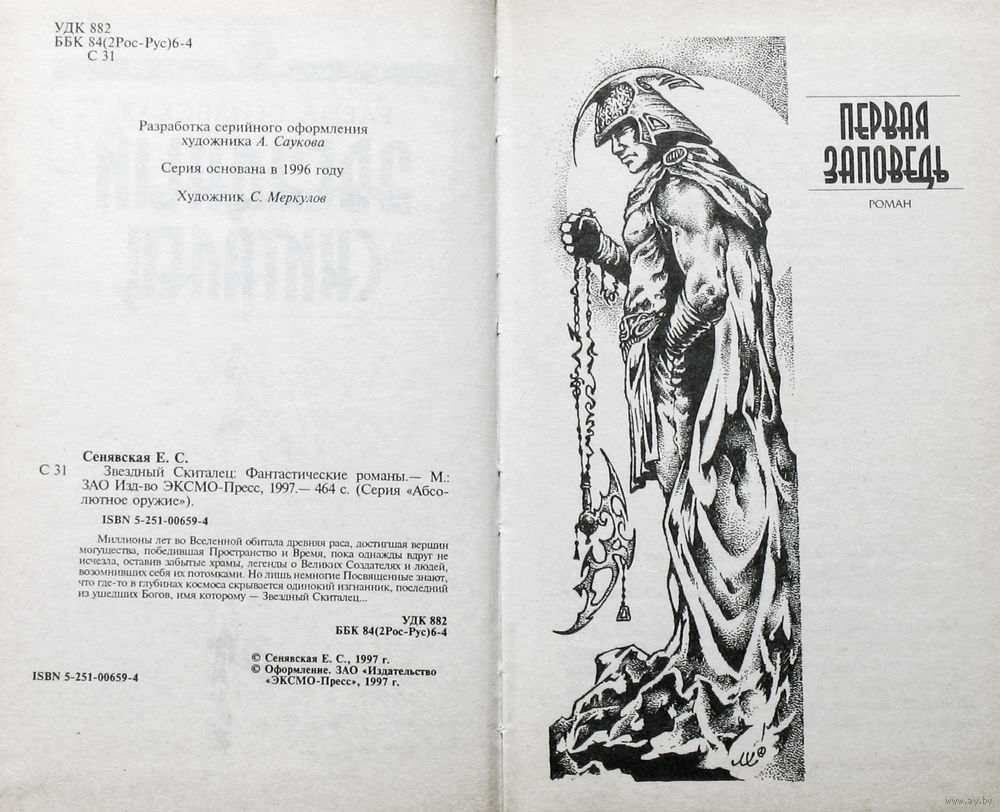 УДК 882
ББК 84(2Рос-Рус)6-4
С 31
Разработка серийного оформления
художника А. Саукова
Серия основана в 1996 году
Художник С. Меркулов
Сенявская Е. С.
С 31 Звездный Скиталец: Фантастические романы.— М.:
ЗАО Изд-во ЭКСМО-Пресс, 1997.— 464 с. (Серия «Абсо-
лютное оружие»).
ISBN 5-251-00659-4
Миллионы лет во Вселенной обитала древняя раса, достигшая вершин
могущества, победившая Пространство и Время, пока однажды вдруг не
исчезла, оставив забытые храмы, легенды о Великих Создателях и людей,
возомнивших себя их потомками. Но лишь немногие Посвященные знают,
что где-то в глубинах космоса скрывается одинокий изгнанник, последний
из ушедших Богов, имя которому — Звездный Скиталец...
УДК 882
ББК 84(2Рос-Рус)6-4
© Сенявская Е. С., 1997 г.
© Оформление. ЗАО «Издательство
«ЭКСМО-Пресс», 1997 г.
ISBN 5-251-00659-4
ПЕРВАЯ
ЗАПОВЕДЬ
РОМАН
www.ay.by